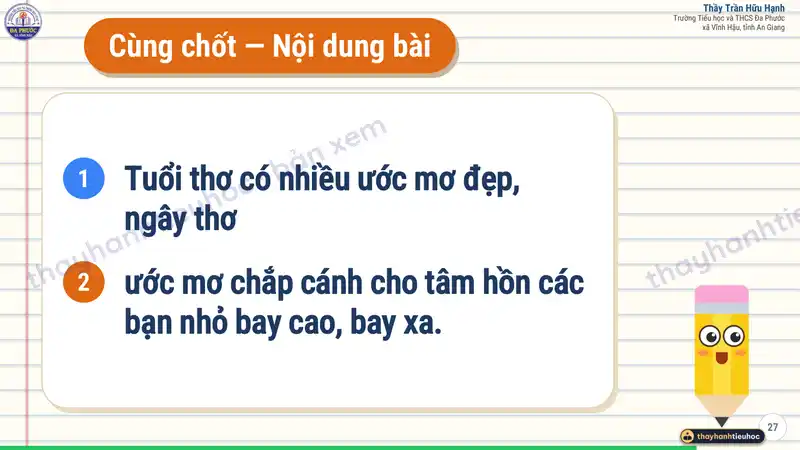 Thầy Trần Hữu Hạnh
Trường Tiểu học và THCS Đa Phước
xã Vĩnh Hậu, tỉnh An Giang
ĐA PHƯỚC
Cùng chốt — Nội dung bài
1 Tuổi thơ có nhiều ước mơ đẹp,
ngây thơ
2 ước mơ chắp cánh cho tâm hồn các
bạn nhỏ bay cao, bay xa.
thayhanhtieuhoc
27